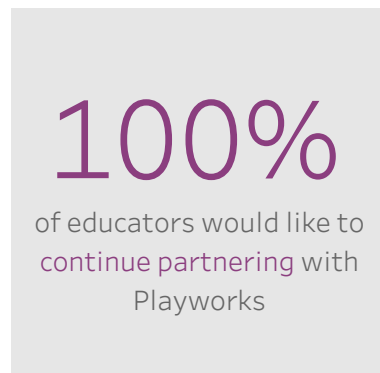 100%
of educators would like to
continue partnering with
Playworks